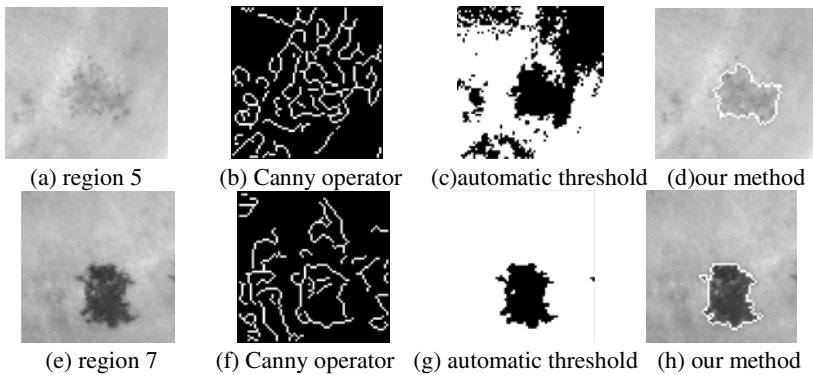 (a) region 5 (b) Canny operator (c)automatic threshold (d)our method
(e) region 7 (f) Canny operator (g) automatic threshold (h) our method